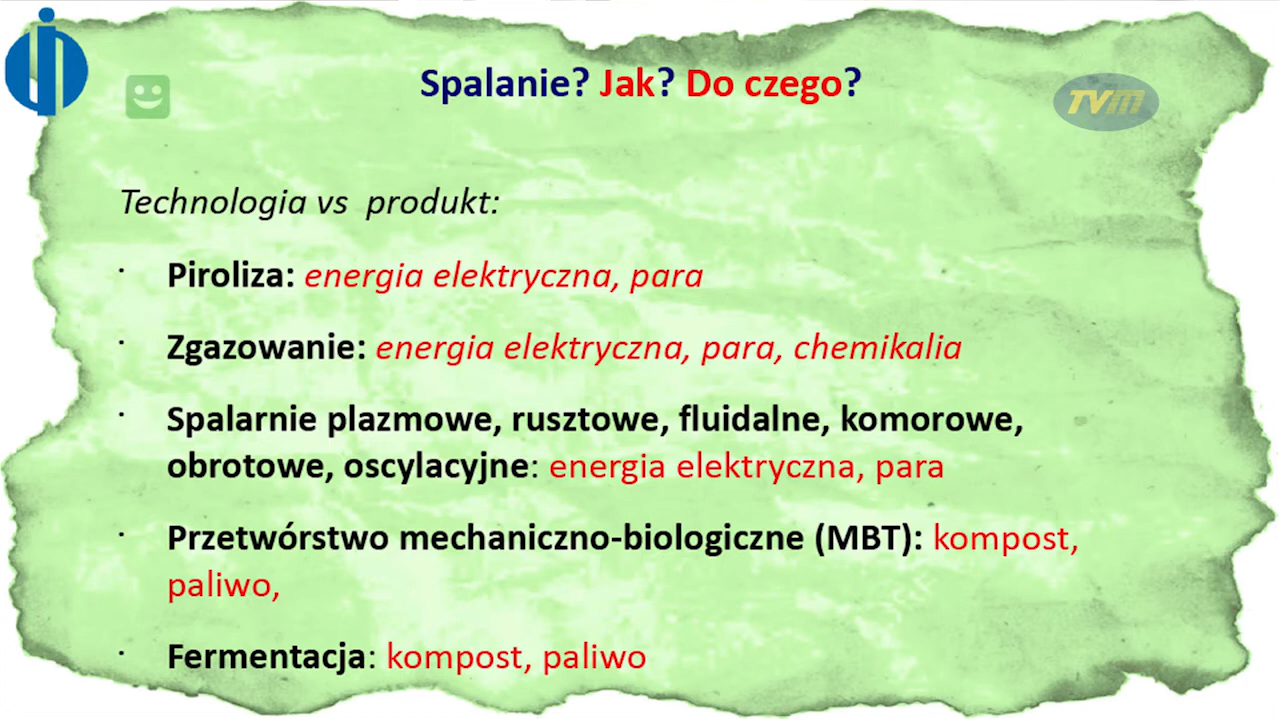 Spalanie? Jak? Do czego?
TVM
Technologia vs produkt:
· Piroliza: energia elektryczna, para
· Zgazowanie: energia elektryczna, para, chemikalia
· Spalarnie plazmowe, rusztowe, fluidalne, komorowe,
obrotowe, oscylacyjne: energia elektryczna, para
· Przetwórstwo mechaniczno-biologiczne (MBT): kompost,
paliwo,
· Fermentacja: kompost, paliwo